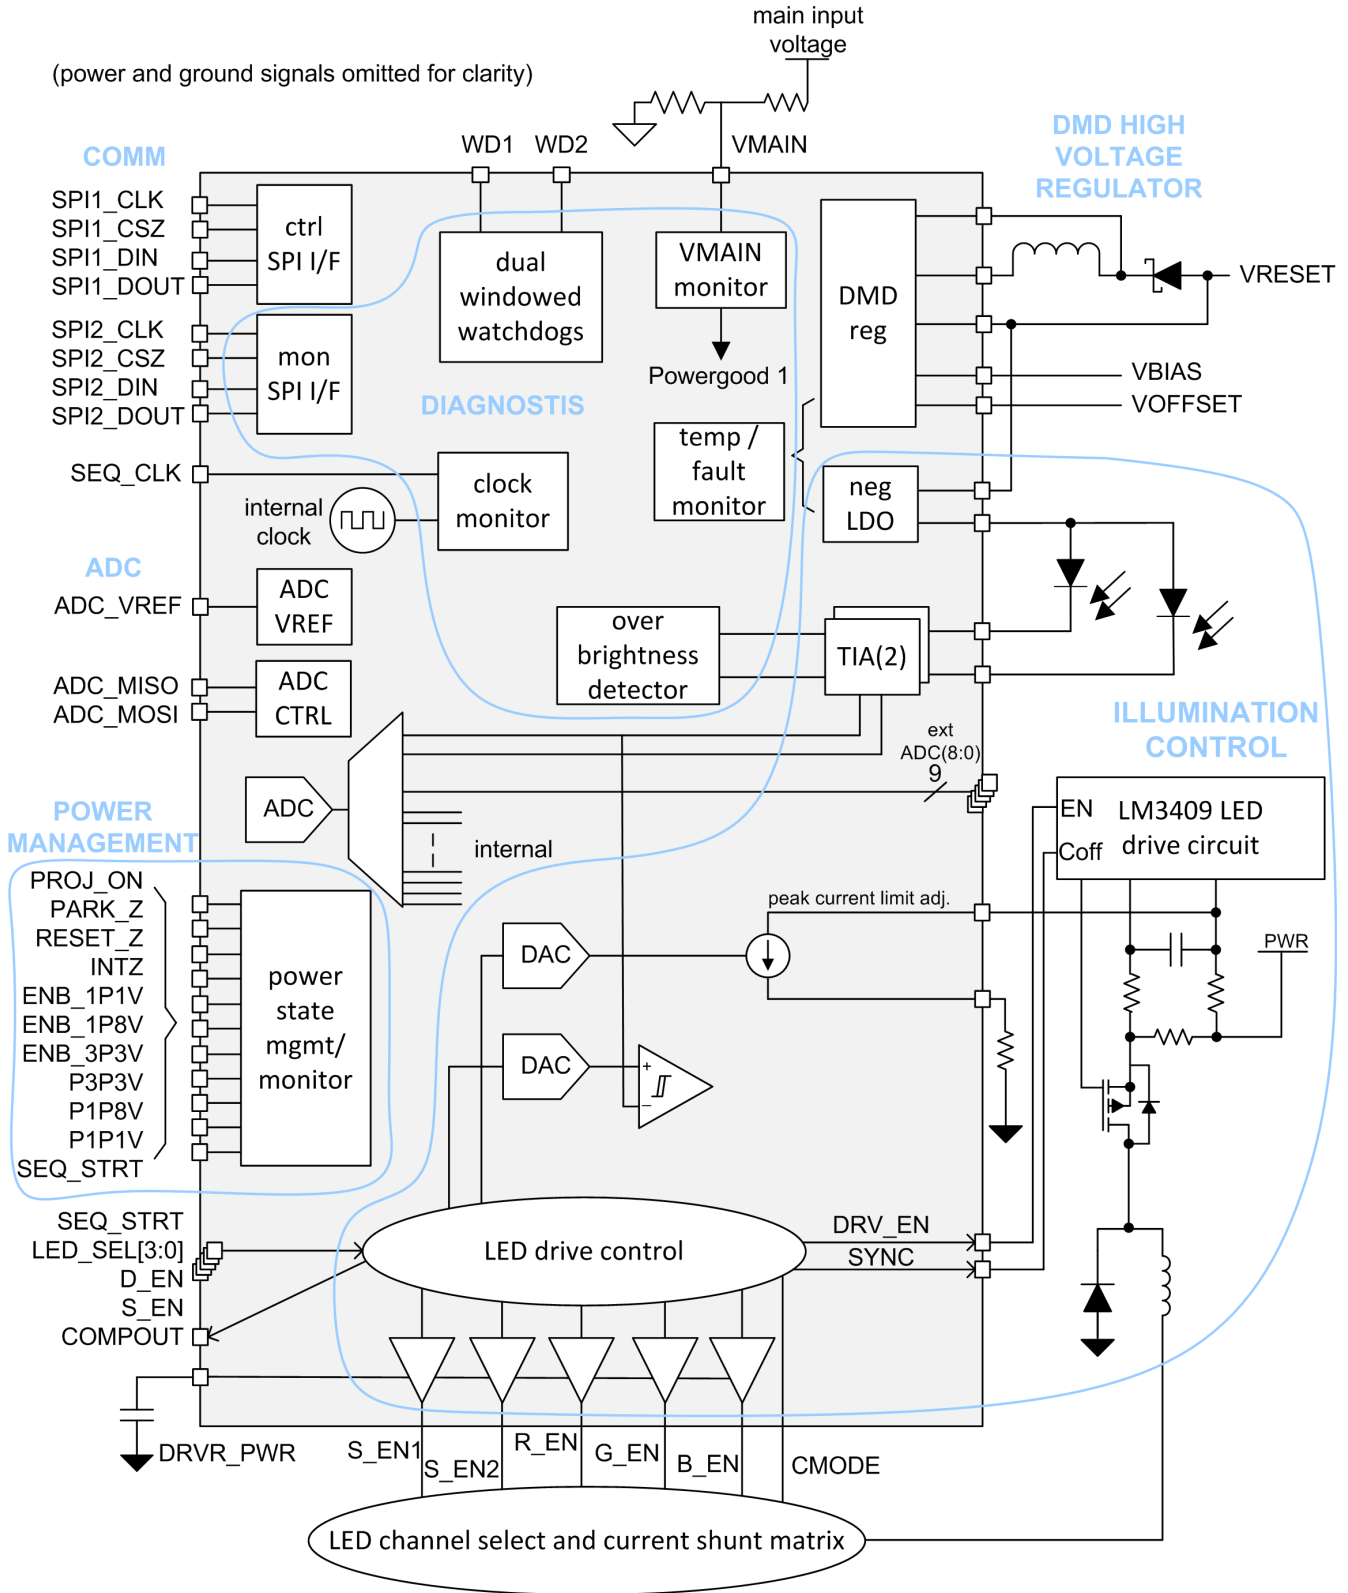 main input
voltage
(power and ground signals omitted for clarity)
WD1
WD2
VMAIN
DMD HIGH
VOLTAGE
REGULATOR
COMM
SPI1_CLK
SPI1_CSZ
SPI1_DIN
SPI1_DOUT
ctrl
SPI I/F
SPI2_CLK
SPI2_CSZ
SPI2_DIN
SPI2_DOUT
mon
SPI I/F
dual
windowed
watchdogs
VMAIN
monitor
Powergood 1
DMD
reg
VRESET
VBIAS
VOFFSET
DIAGNOSTIS
temp /
fault
monitor
neg
LDO
SEQ_CLK
clock
monitor
internal
clock
ADC
ADC_VREF
ADC
VREF
ADC_MISO
ADC_MOSI
ADC
CTRL
over
brightness
detector
TIA(2)
ILLUMINATION
CONTROL
ext
ADC(8:0)
9
ADC
internal
EN
Coff
LM3409 LED
drive circuit
POWER
MANAGEMENT
PROJ_ON
PARK_Z
RESET_Z
INTZ
ENB_1P1V
ENB_1P8V
ENB_3P3V
P3P3V
P1P8V
P1P1V
SEQ_STRT
power
state
mgmt/
monitor
peak current limit adj.
DAC
PWR
DAC
+
−
SEQ_STRT
LED_SEL[3:0]
D_EN
S_EN
COMPOUT
LED drive control
DRV_EN
SYNC
DRVR_PWR
S_EN1
S_EN2
R_EN
G_EN
B_EN
CMODE
LED channel select and current shunt matrix